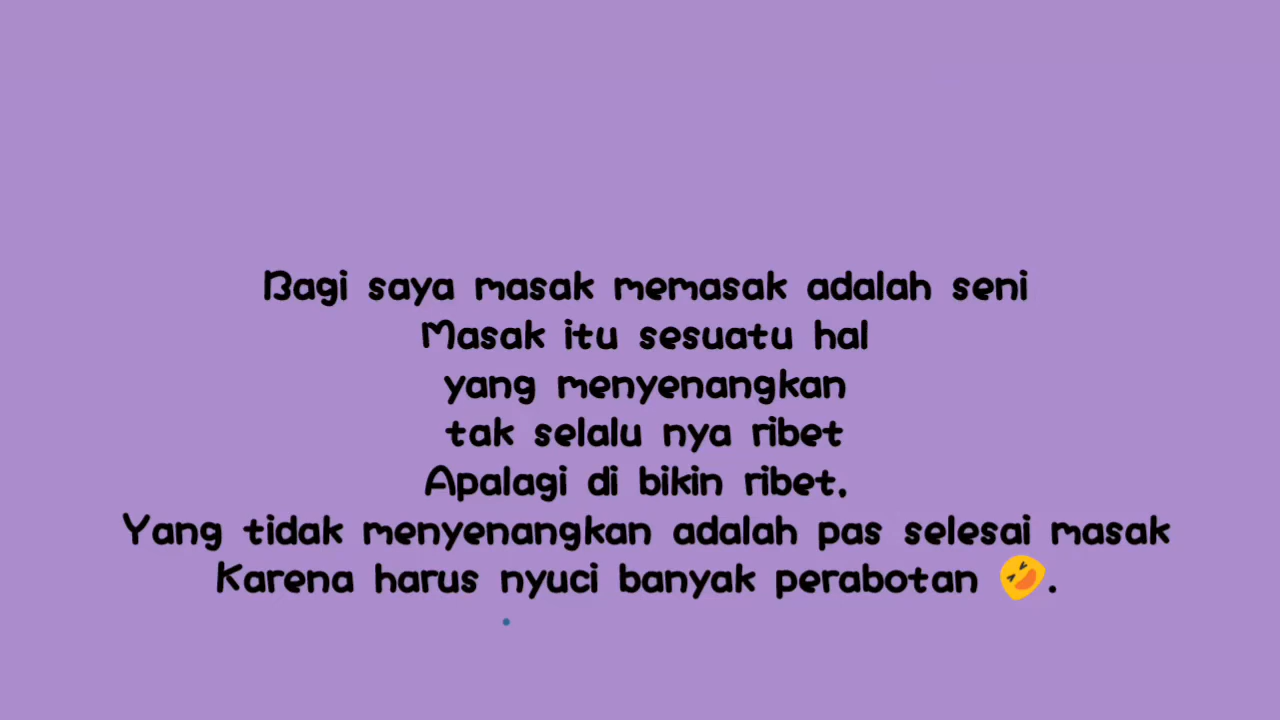 Bagi saya masak memasak adalah seni
Masak itu sesuatu hal
yang menyenangkan
tak selalu nya ribet
Apalagi di bikin ribet,
Yang tidak menyenangkan adalah pas selesai masak
Karena harus nyuci banyak perabotan 🤣.